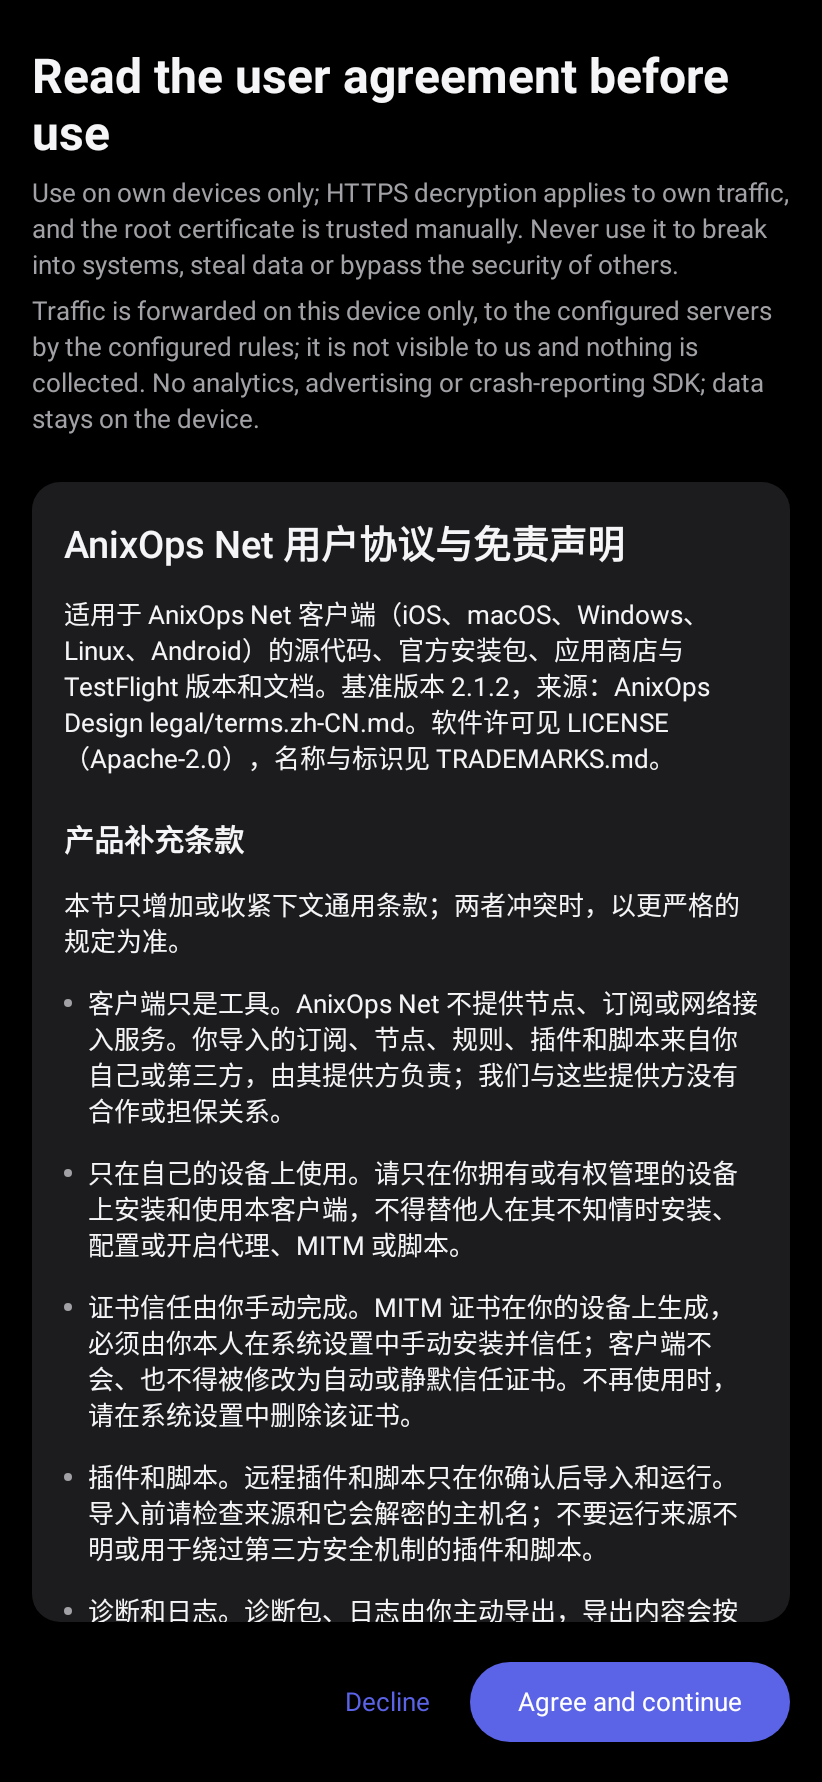 Read the user agreement before
use
Use on own devices only; HTTPS decryption applies to own traffic,
and the root certificate is trusted manually. Never use it to break
into systems, steal data or bypass the security of others.
Traffic is forwarded on this device only, to the configured servers
by the configured rules; it is not visible to us and nothing is
collected. No analytics, advertising or crash-reporting SDK; data
stays on the device.
AnixOps Net 用户协议与免责声明
适用于 AnixOps Net 客户端（iOS、macOS、Windows、
Linux、Android）的源代码、官方安装包、应用商店与
TestFlight 版本和文档。基准版本 2.1.2，来源：AnixOps
Design legal/terms.zh-CN.md。软件许可见 LICENSE
（Apache-2.0），名称与标识见 TRADEMARKS.md。
产品补充条款
本节只增加或收紧下文通用条款；两者冲突时，以更严格的
规定为准。
• 客户端只是工具。AnixOps Net 不提供节点、订阅或网络接
入服务。你导入的订阅、节点、规则、插件和脚本来自你
自己或第三方，由其提供方负责；我们与这些提供方没有
合作或担保关系。
• 只在自己的设备上使用。请只在你拥有或有权管理的设备
上安装和使用本客户端，不得替他人在其不知情时安装、
配置或开启代理、MITM 或脚本。
• 证书信任由你手动完成。MITM 证书在你的设备上生成，
必须由你本人在系统设置中手动安装并信任；客户端不
会、也不得被修改为自动或静默信任证书。不再使用时，
请在系统设置中删除该证书。
• 插件和脚本。远程插件和脚本只在你确认后导入和运行。
导入前请检查来源和它会解密的主机名；不要运行来源不
明或用于绕过第三方安全机制的插件和脚本。
• 诊断和日志。诊断包、日志由你主动导出，导出内容会按
Decline
Agree and continue